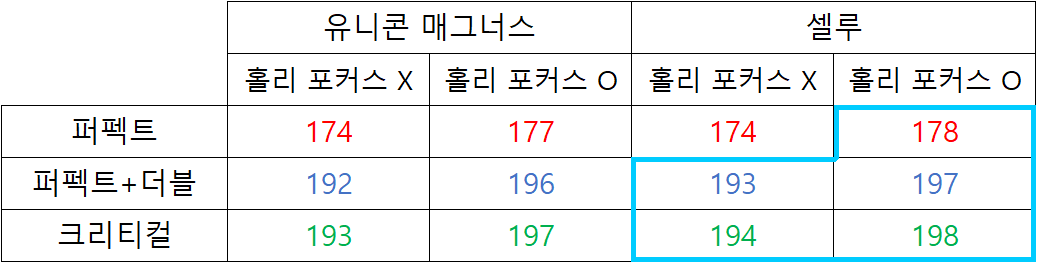 유니콘 매그너스 셀루
홀리 포커스 X 홀리 포커스 O 홀리 포커스 X 홀리 포커스 O
퍼펙트 174 177 174 178
퍼펙트+더블 192 196 193 197
크리티컬 193 197 194 198